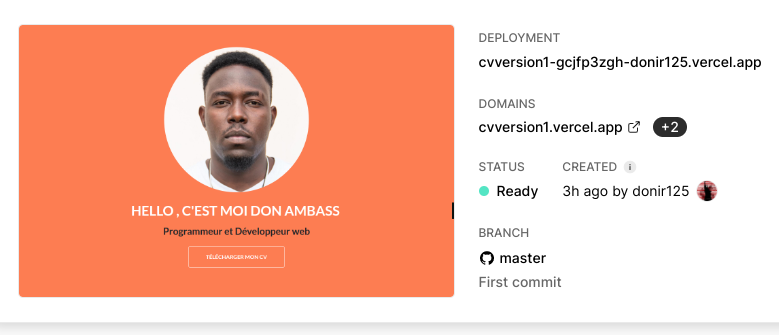 HELLO , C'EST MOI DON AMBASS
Programmeur et Développeur web
TÉLÉCHARGER MON CV
DEPLOYMENT
cvversion1-gcjfp3zgh-donir125.vercel.app
DOMAINS
cvversion1.vercel.app +2
STATUS CREATED i
Ready 3h ago by donir125
BRANCH
master
First commit